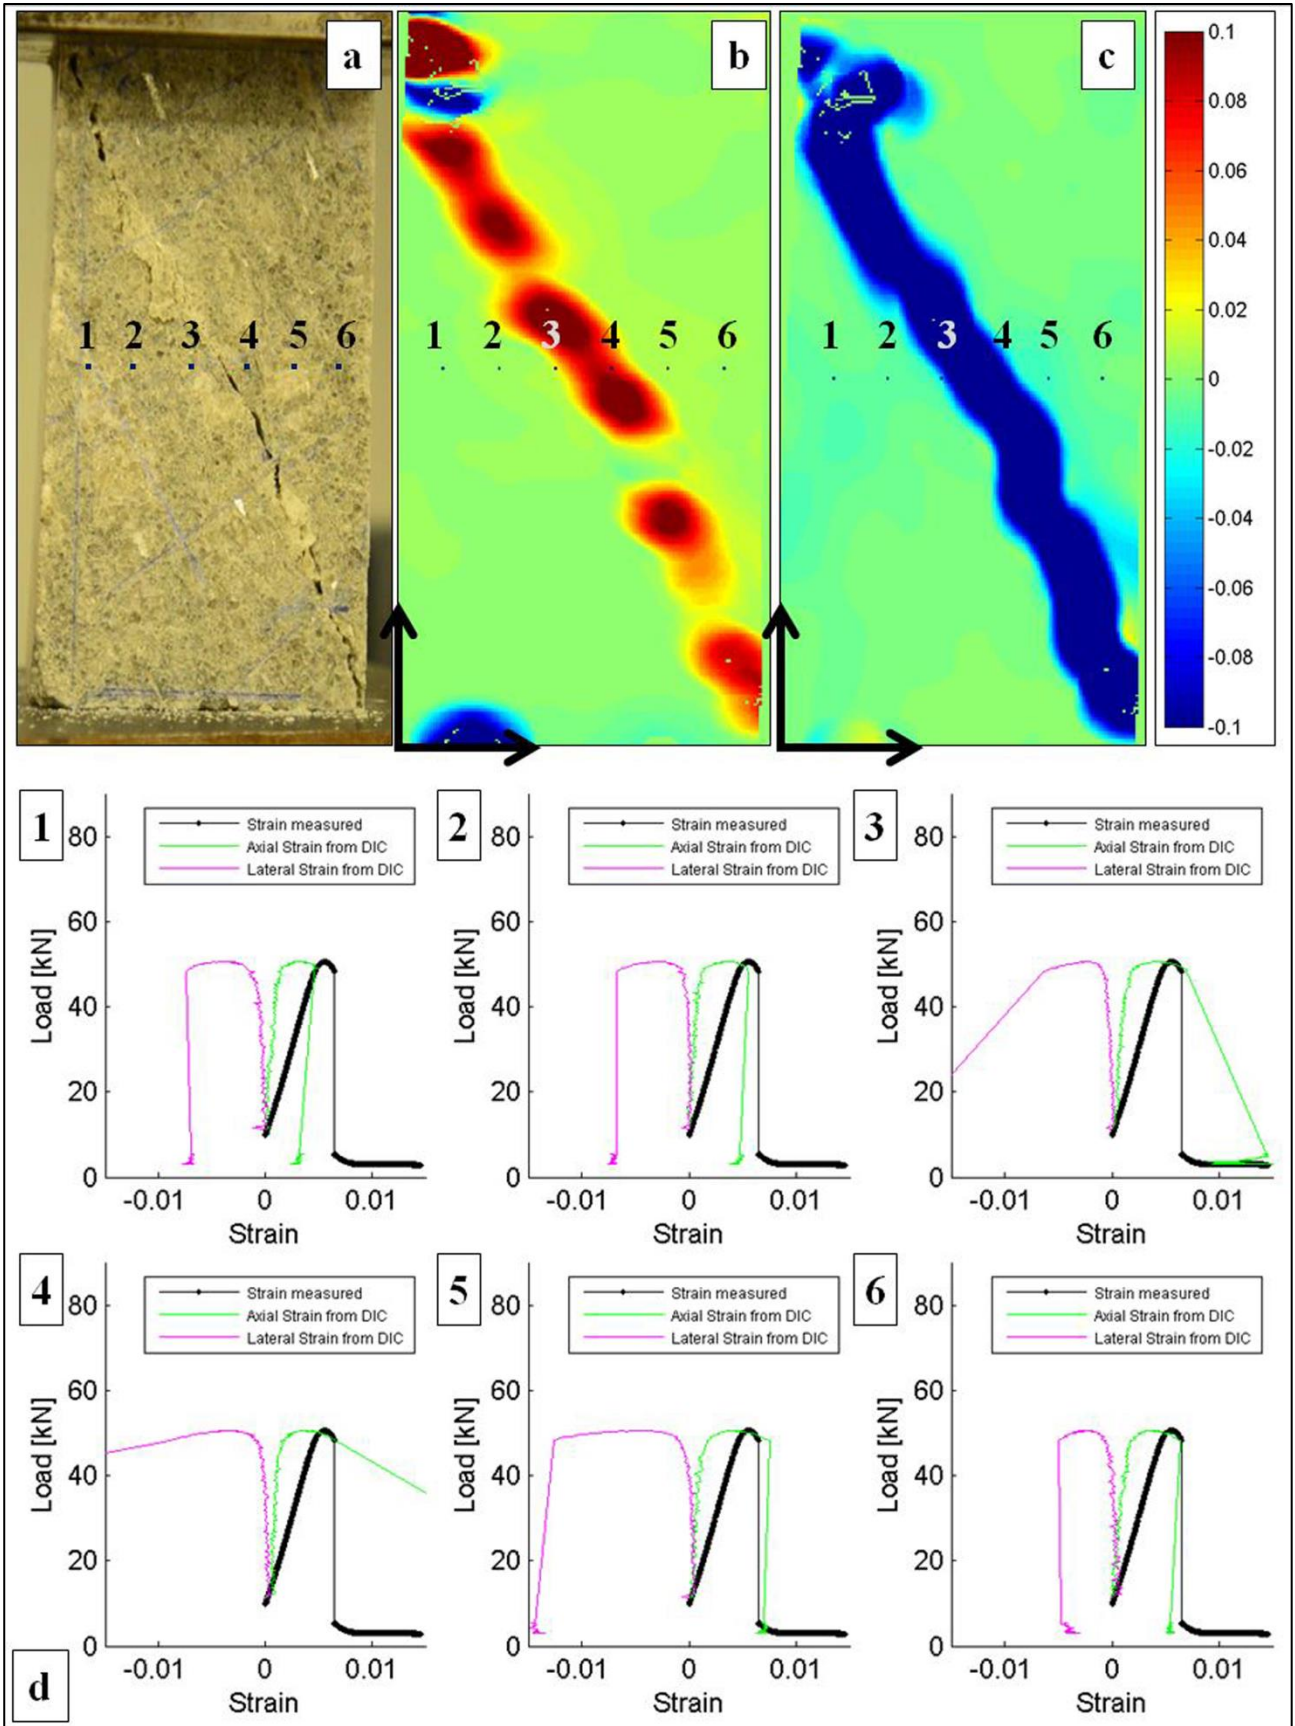 a b c
0.1
0.08
0.06
0.04
0.02
0
-0.02
-0.04
-0.06
-0.08
-0.1
1 2 3 4 5 6
1 2 3 4 5 6
1 2 3 4 5 6
1
Strain measured
Axial Strain from DIC
Lateral Strain from DIC
Load [kN]
80
60
40
20
0
-0.01 0 0.01
Strain
2
Strain measured
Axial Strain from DIC
Lateral Strain from DIC
Load [kN]
80
60
40
20
0
-0.01 0 0.01
Strain
3
Strain measured
Axial Strain from DIC
Lateral Strain from DIC
Load [kN]
80
60
40
20
0
-0.01 0 0.01
Strain
4
Strain measured
Axial Strain from DIC
Lateral Strain from DIC
Load [kN]
80
60
40
20
0
-0.01 0 0.01
Strain
5
Strain measured
Axial Strain from DIC
Lateral Strain from DIC
Load [kN]
80
60
40
20
0
-0.01 0 0.01
Strain
6
Strain measured
Axial Strain from DIC
Lateral Strain from DIC
Load [kN]
80
60
40
20
0
-0.01 0 0.01
Strain
d